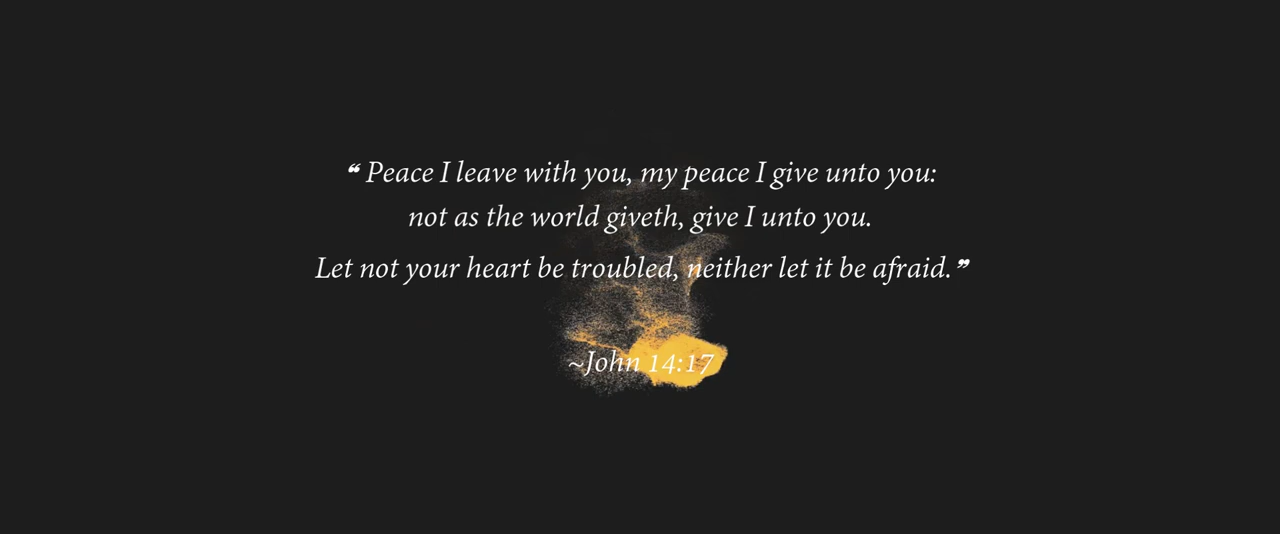 ❝ Peace I leave with you, my peace I give unto you:
not as the world giveth, give I unto you.
Let not your heart be troubled, neither let it be afraid.❞
~John 14:17